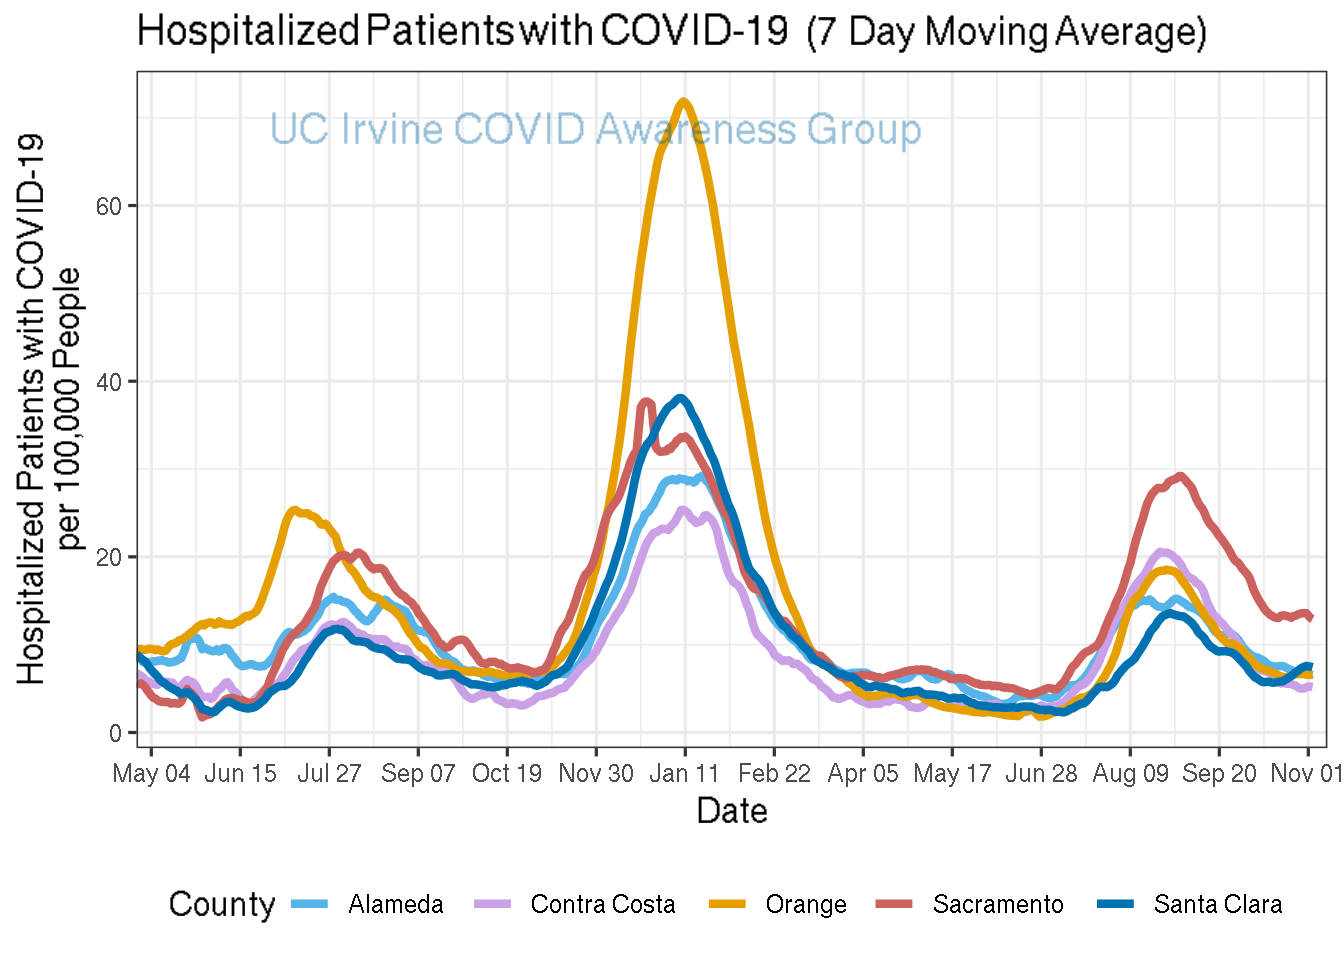 Hospitalized Patients with COVID-19 (7 Day Moving Average)
UC Irvine COVID Awareness Group
Hospitalized Patients with COVID-19
per 100,000 People
60
40
20
0
May 04 Jun 15 Jul 27 Sep 07 Oct 19 Nov 30 Jan 11 Feb 22 Apr 05 May 17 Jun 28 Aug 09 Sep 20 Nov 01
Date
County Alameda Contra Costa Orange Sacramento Santa Clara